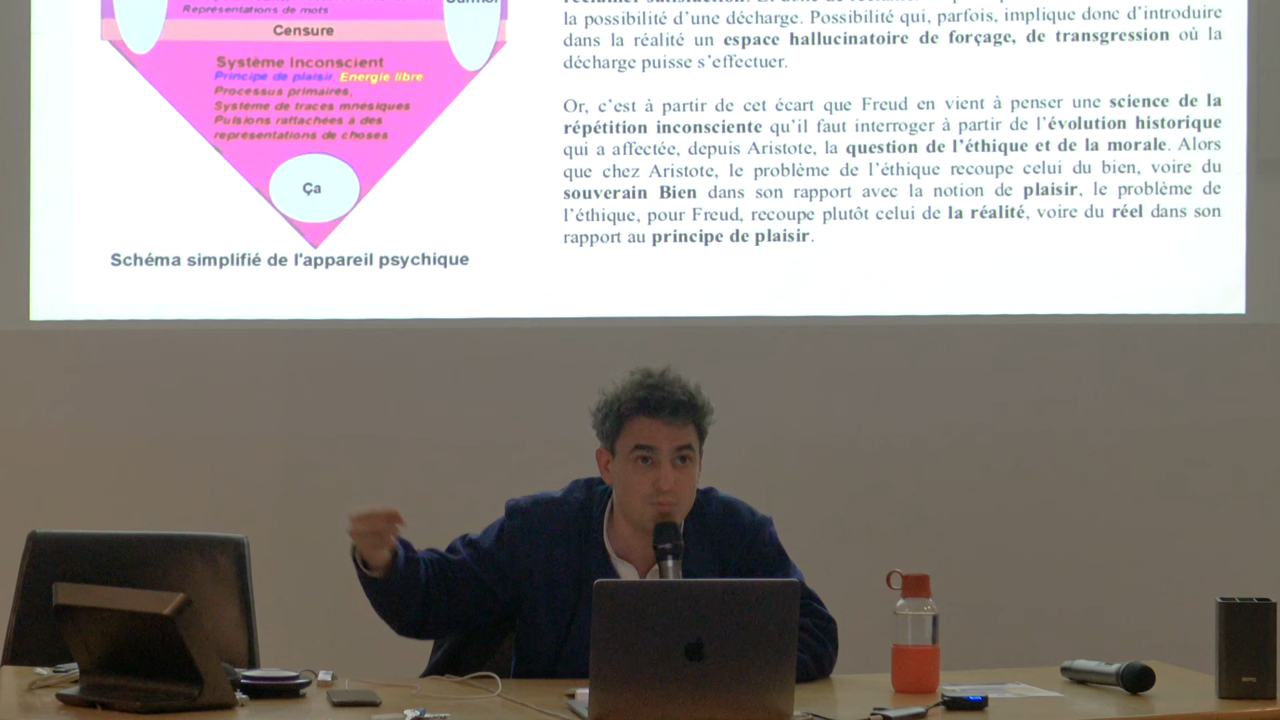 Représentations de mots
Censure
Système Inconscient
Principe de plaisir, Energie libre
Processus primaires,
Système de traces mnésiques
Pulsions rattachées à des
représentations de choses
Ça
Schéma simplifié de l'appareil psychique
réclamer satisfaction
la possibilité d’une décharge. Possibilité qui, parfois, implique donc d’introduire
dans la réalité un espace hallucinatoire de forçage, de transgression où la
décharge puisse s’effectuer.
Or, c’est à partir de cet écart que Freud en vient à penser une science de la
répétition inconsciente qu’il faut interroger à partir de l’évolution historique
qui a affectée, depuis Aristote, la question de l’éthique et de la morale. Alors
que chez Aristote, le problème de l’éthique recoupe celui du bien, voire du
souverain Bien dans son rapport avec la notion de plaisir, le problème de
l’éthique, pour Freud, recoupe plutôt celui de la réalité, voire du réel dans son
rapport au principe de plaisir.